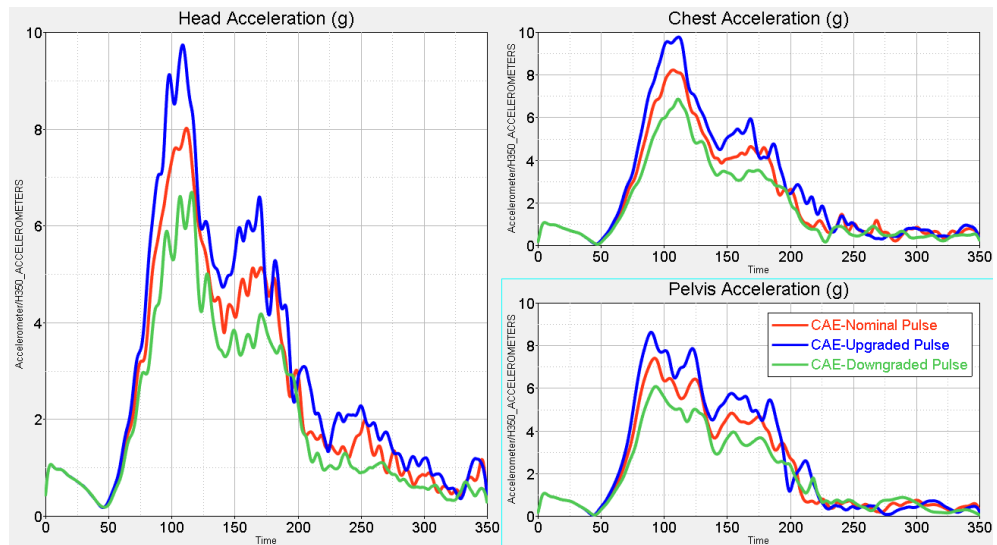 Head Acceleration (g)
Accelerometer/H350_ACCELEROMETERS
10
8
6
4
2
0
0 50 100 150 200 250 300 350
Time
Chest Acceleration (g)
Accelerometer/H350_ACCELEROMETERS
10
8
6
4
2
0
0 50 100 150 200 250 300 350
Time
Pelvis Acceleration (g)
Accelerometer/H350_ACCELEROMETERS
10
8
6
4
2
0
0 50 100 150 200 250 300 350
Time
CAE-Nominal Pulse
CAE-Upgraded Pulse
CAE-Downgraded Pulse